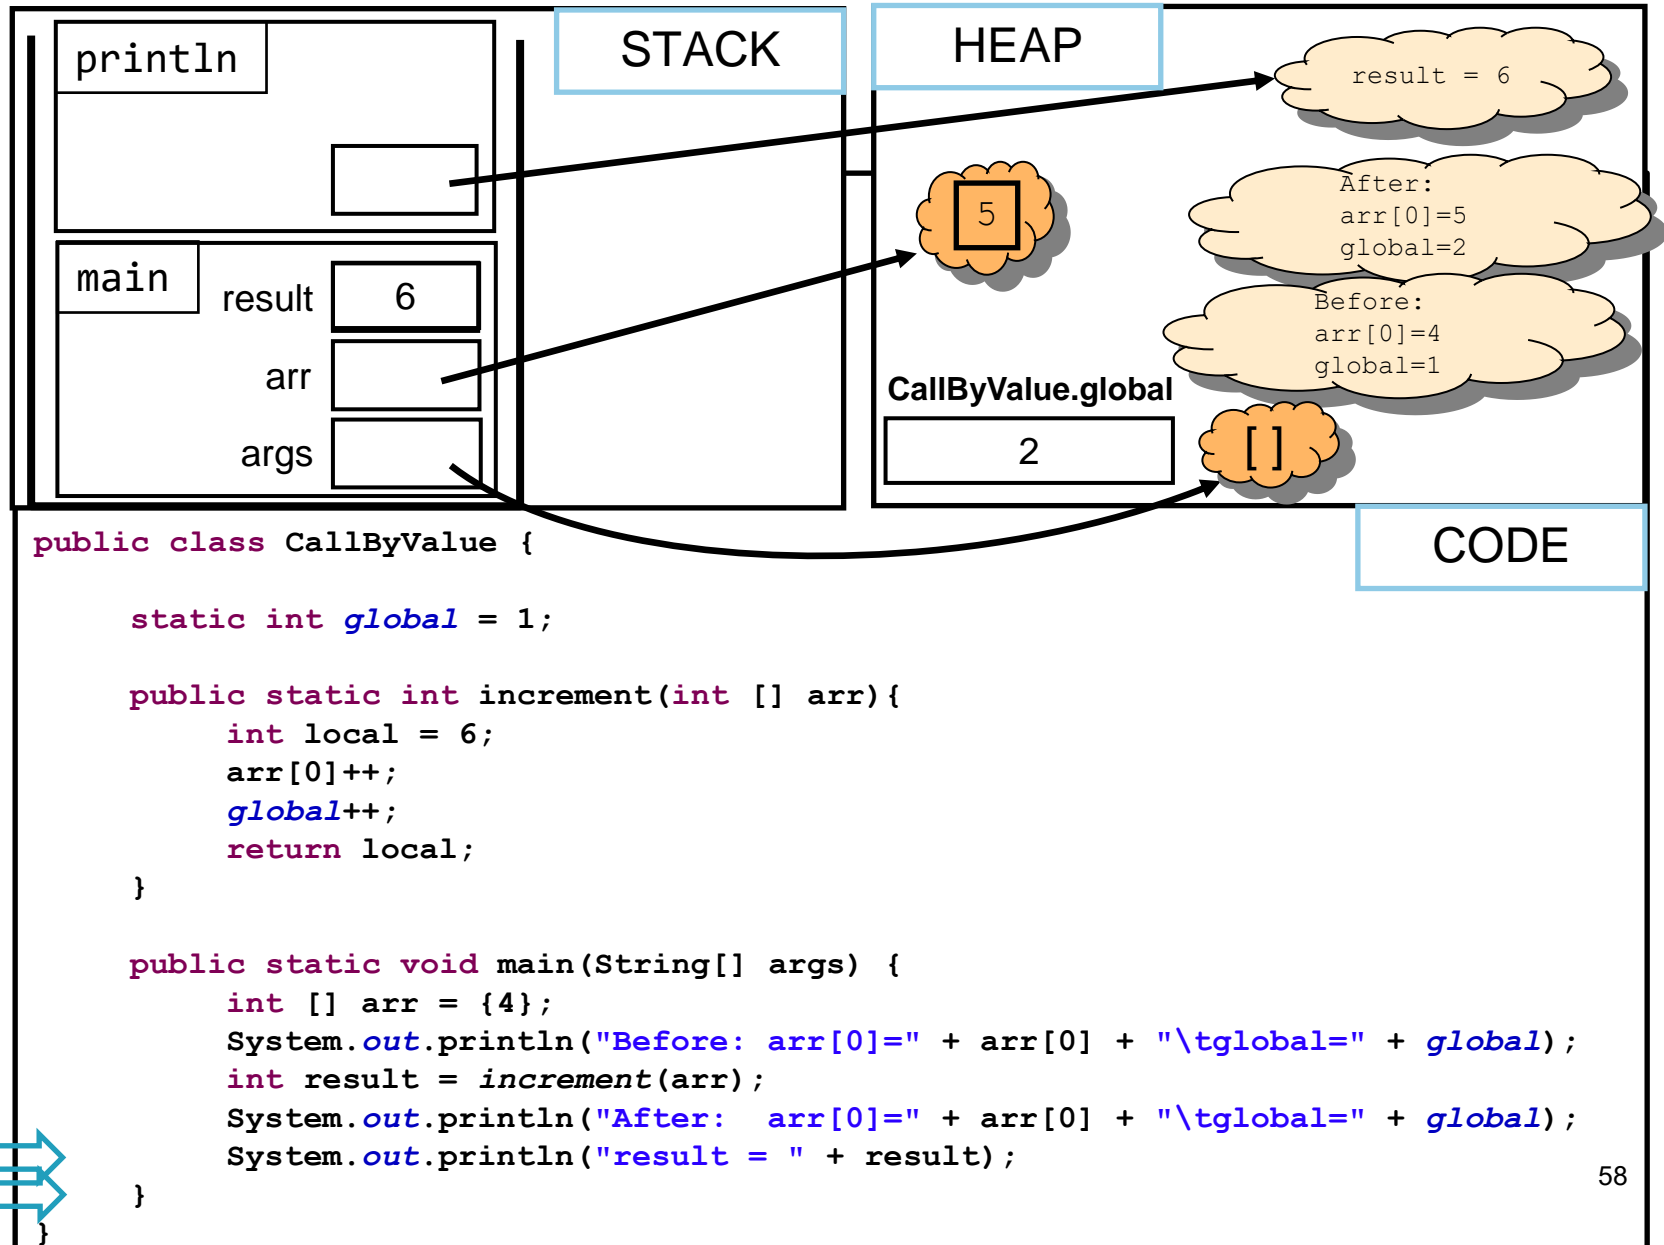 STACK
HEAP
println
result = 6
After:
arr[0]=5
global=2
5
main
result
6
Before:
arr[0]=4
global=1
arr
CallByValue.global
args
2
[]
CODE
public class CallByValue {
static int global = 1;
public static int increment(int [] arr){
int local = 6;
arr[0]++;
global++;
return local;
}
public static void main(String[] args) {
int [] arr = {4};
System.out.println("Before: arr[0]=" + arr[0] + "\tglobal=" + global);
int result = increment(arr);
System.out.println("After:  arr[0]=" + arr[0] + "\tglobal=" + global);
System.out.println("result = " + result);
}
}
58